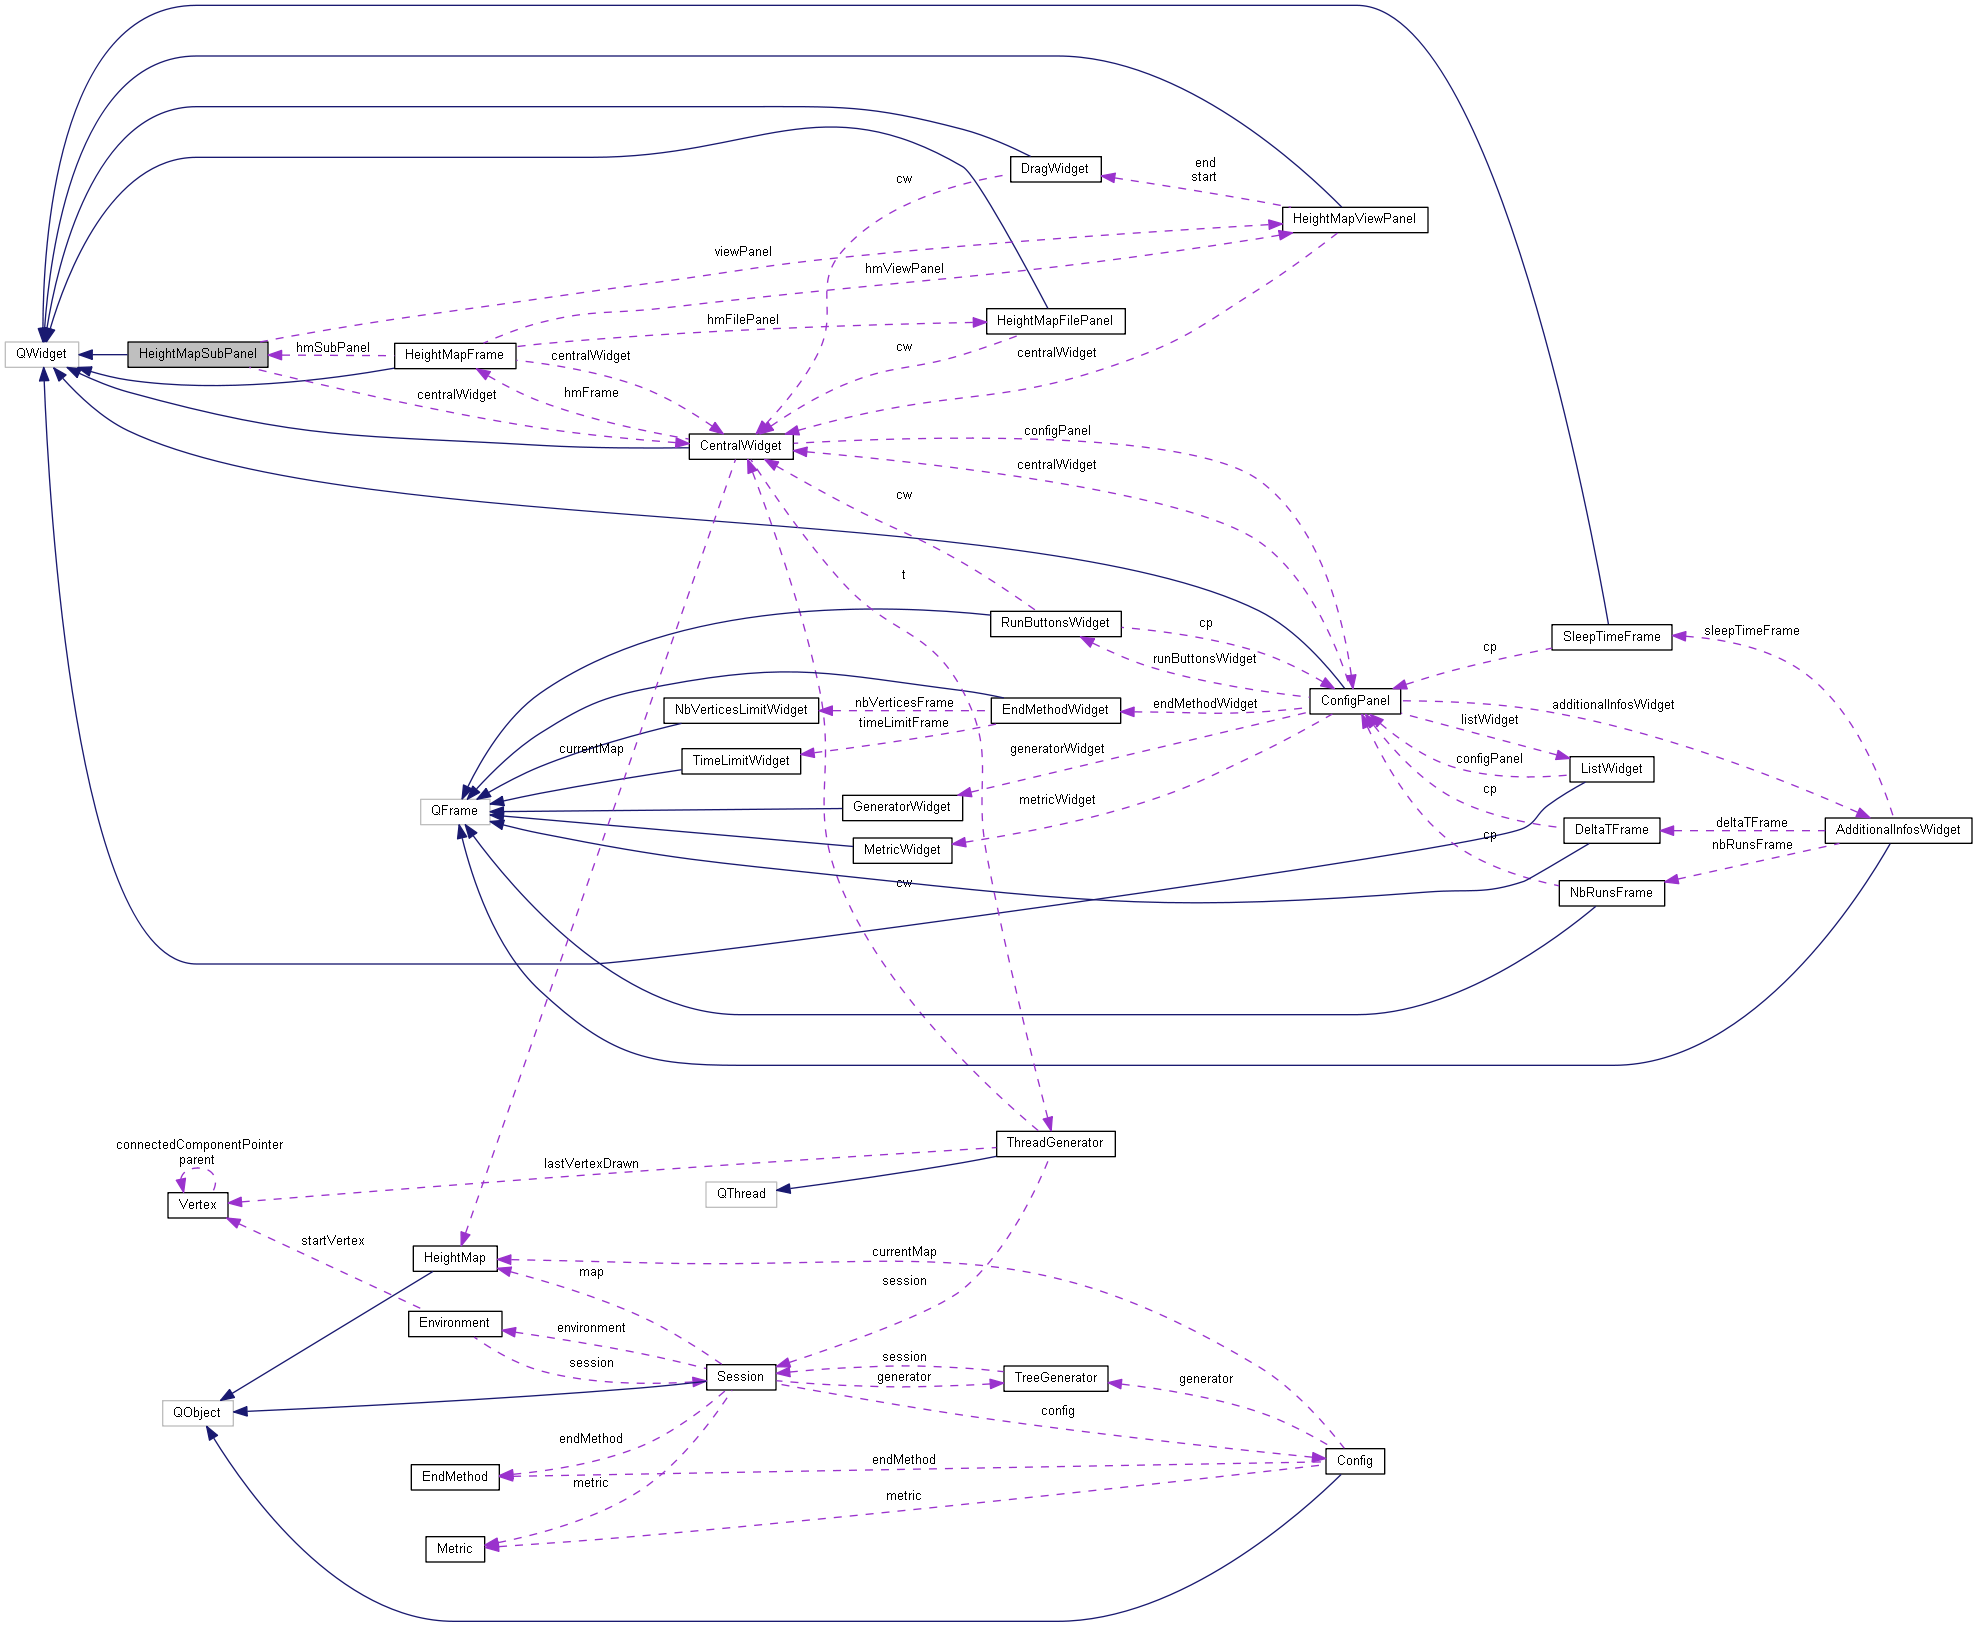 DragWidget
end
start
cw
HeightMapViewPanel
viewPanel
hmViewPanel
hmFilePanel
HeightMapFilePanel
QWidget
HeightMapSubPanel
hmSubPanel
HeightMapFrame
centralWidget
cw
centralWidget
centralWidget
hmFrame
configPanel
CentralWidget
centralWidget
cw
t
RunButtonsWidget
cp
sleepTimeFrame
SleepTimeFrame
cp
runButtonsWidget
NbVerticesLimitWidget
nbVerticesFrame
EndMethodWidget
endMethodWidget
ConfigPanel
additionalInfosWidget
timeLimitFrame
listWidget
currentMap
generatorWidget
TimeLimitWidget
configPanel
ListWidget
cp
metricWidget
QFrame
GeneratorWidget
deltaTFrame
DeltaTFrame
AdditionalInfosWidget
cp
nbRunsFrame
MetricWidget
cw
NbRunsFrame
connectedComponentPointer
parent
ThreadGenerator
lastVertexDrawn
QThread
Vertex
startVertex
HeightMap
currentMap
map
session
Environment
environment
session
session
Session
generator
TreeGenerator
generator
QObject
config
endMethod
endMethod
Config
EndMethod
metric
metric
Metric